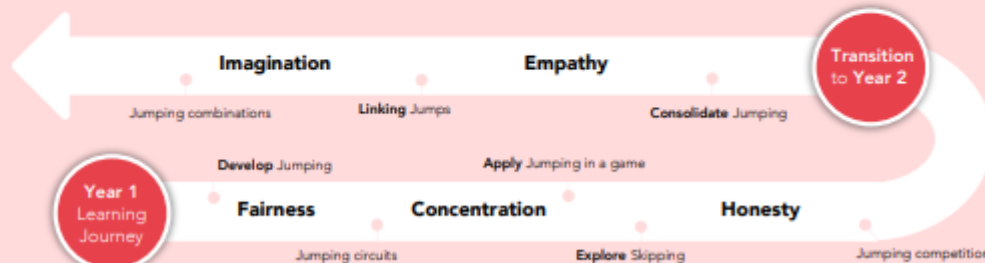 Imagination
Empathy
Transition
to Year 2
Jumping combinations
Linking Jumps
Consolidate Jumping
Develop Jumping
Apply Jumping in a game
Year 1
Learning
Journey
Fairness
Concentration
Honesty
Jumping circuits
Explore Skipping
Jumping competition